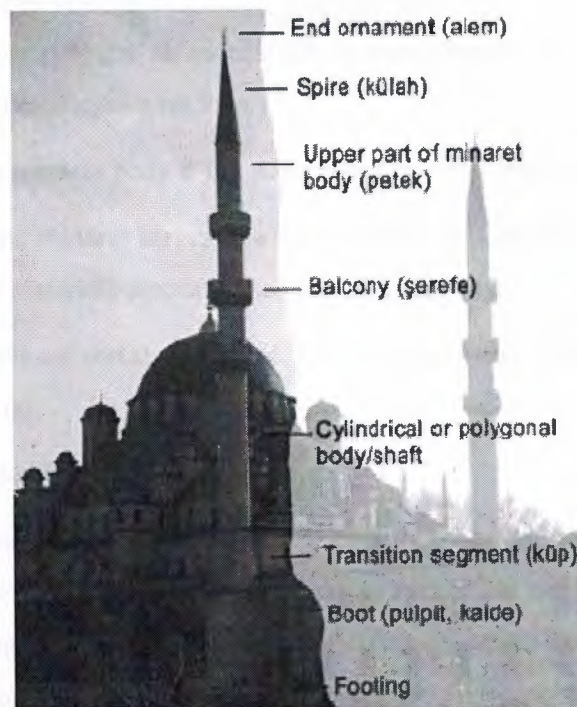 End ornament (alem)
Spire (külah)
Upper part of minaret
body (petek)
Balcony (şerefe)
Cylindrical or polygonal
body/shaft
Transition segment (küp)
Boot (pulpit, kaide)
Footing